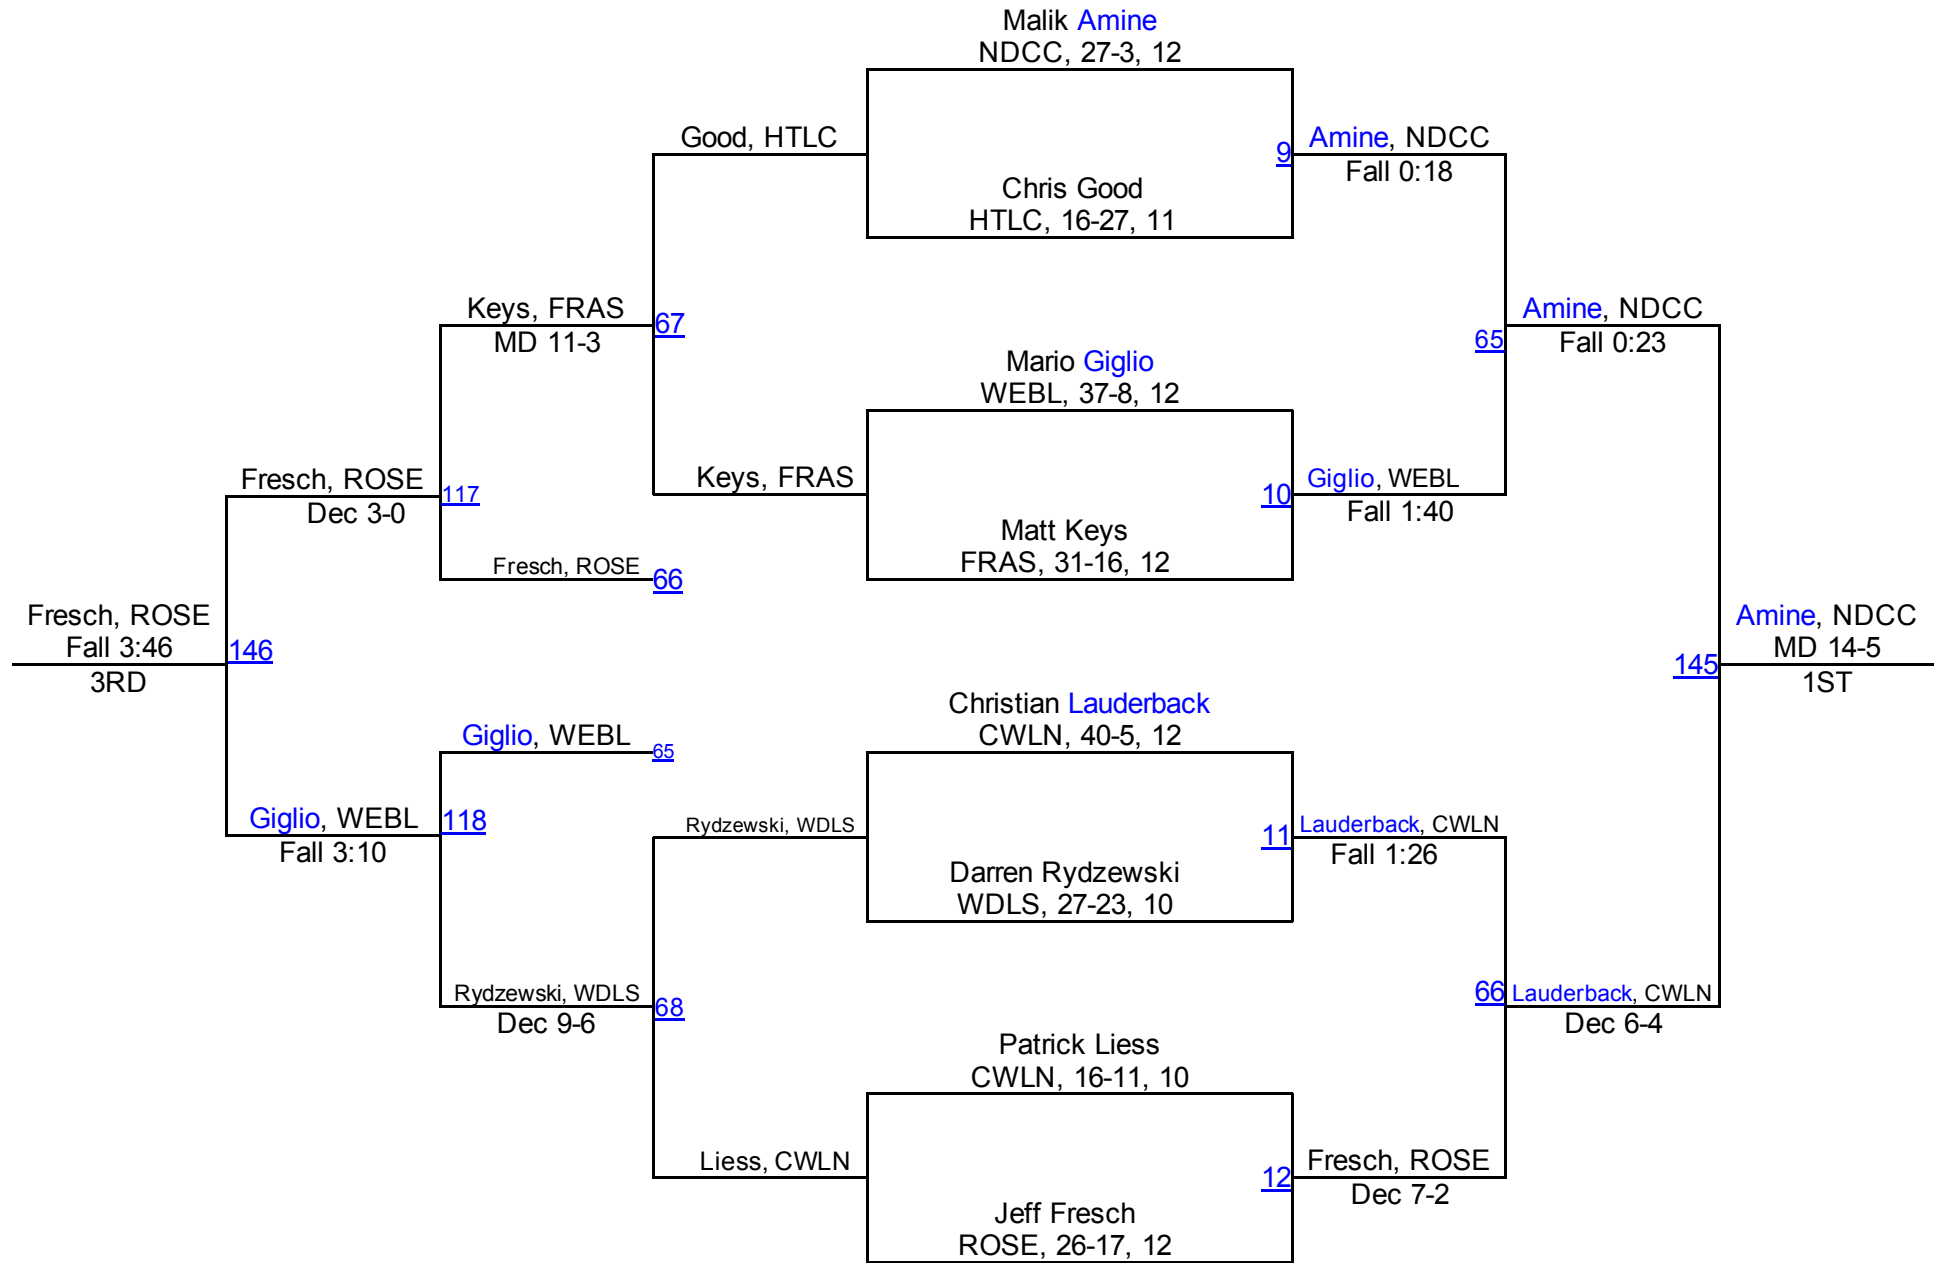 Malik Amine
NDCC, 27-3, 12
Good, HTLC
9
Amine, NDCC
Fall 0:18
Chris Good
HTLC, 16-27, 11
Keys, FRAS
MD 11-3
67
Amine, NDCC
Fall 0:23
65
Mario Giglio
WEBL, 37-8, 12
Fresch, ROSE
Dec 3-0
117
Keys, FRAS
10
Giglio, WEBL
Fall 1:40
Matt Keys
FRAS, 31-16, 12
Fresch, ROSE
66
Fresch, ROSE
Fall 3:46
3RD
146
Amine, NDCC
MD 14-5
1ST
145
Christian Lauderback
CWLN, 40-5, 12
Giglio, WEBL
65
Giglio, WEBL
Fall 3:10
118
Rydzewski, WDLS
11
Lauderback, CWLN
Fall 1:26
Darren Rydzewski
WDLS, 27-23, 10
Rydzewski, WDLS
Dec 9-6
68
66
Lauderback, CWLN
Dec 6-4
Patrick Liess
CWLN, 16-11, 10
Liess, CWLN
12
Fresch, ROSE
Dec 7-2
Jeff Fresch
ROSE, 26-17, 12